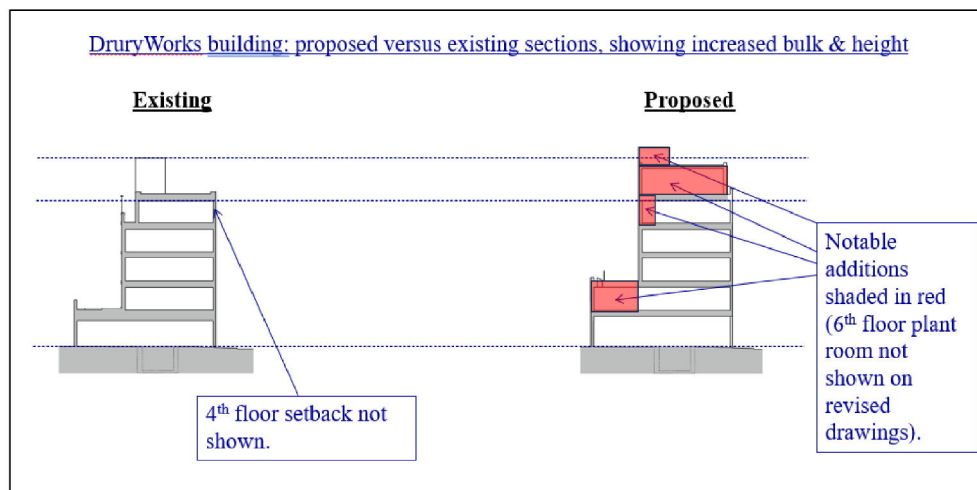 DruryWorks building: proposed versus existing sections, showing increased bulk & height
Existing
Proposed
4th floor setback not
shown.
Notable
additions
shaded in red
(6th floor plant
room not
shown on
revised
drawings).